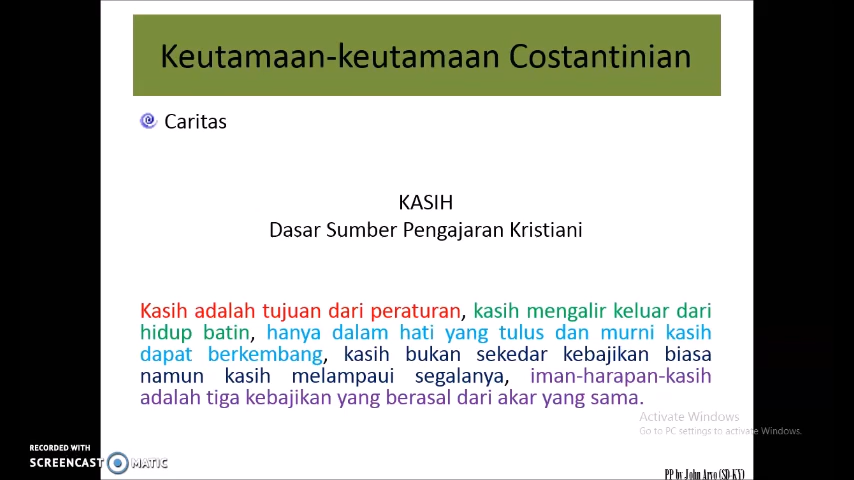 Keutamaan-keutamaan Costantinian
Caritas
KASIH
Dasar Sumber Pengajaran Kristiani
Kasih adalah tujuan dari peraturan, kasih mengalir keluar dari
hidup batin, hanya dalam hati yang tulus dan murni kasih
dapat berkembang, kasih bukan sekedar kebajikan biasa
namun kasih melampaui segalanya, iman-harapan-kasih
adalah tiga kebajikan yang berasal dari akar yang sama.
Activate Windows
Go to PC settings to activate Windows.
RECORDED WITH
SCREENCAST MATIC
PP by John Aryo (SD-KY)